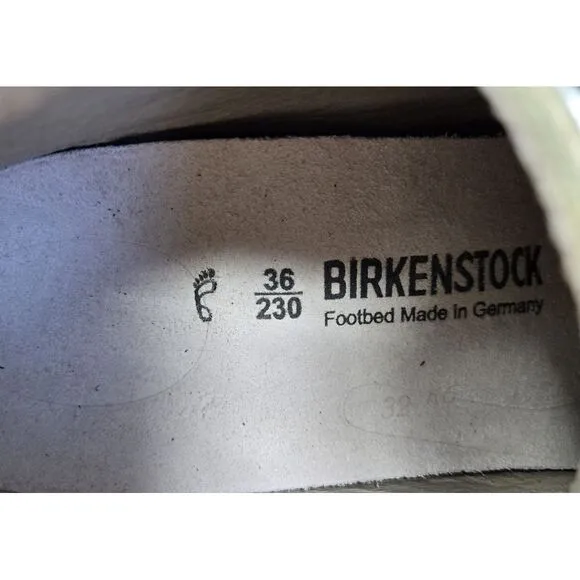 36
230
BIRKENSTOCK
Footbed Made in Germany